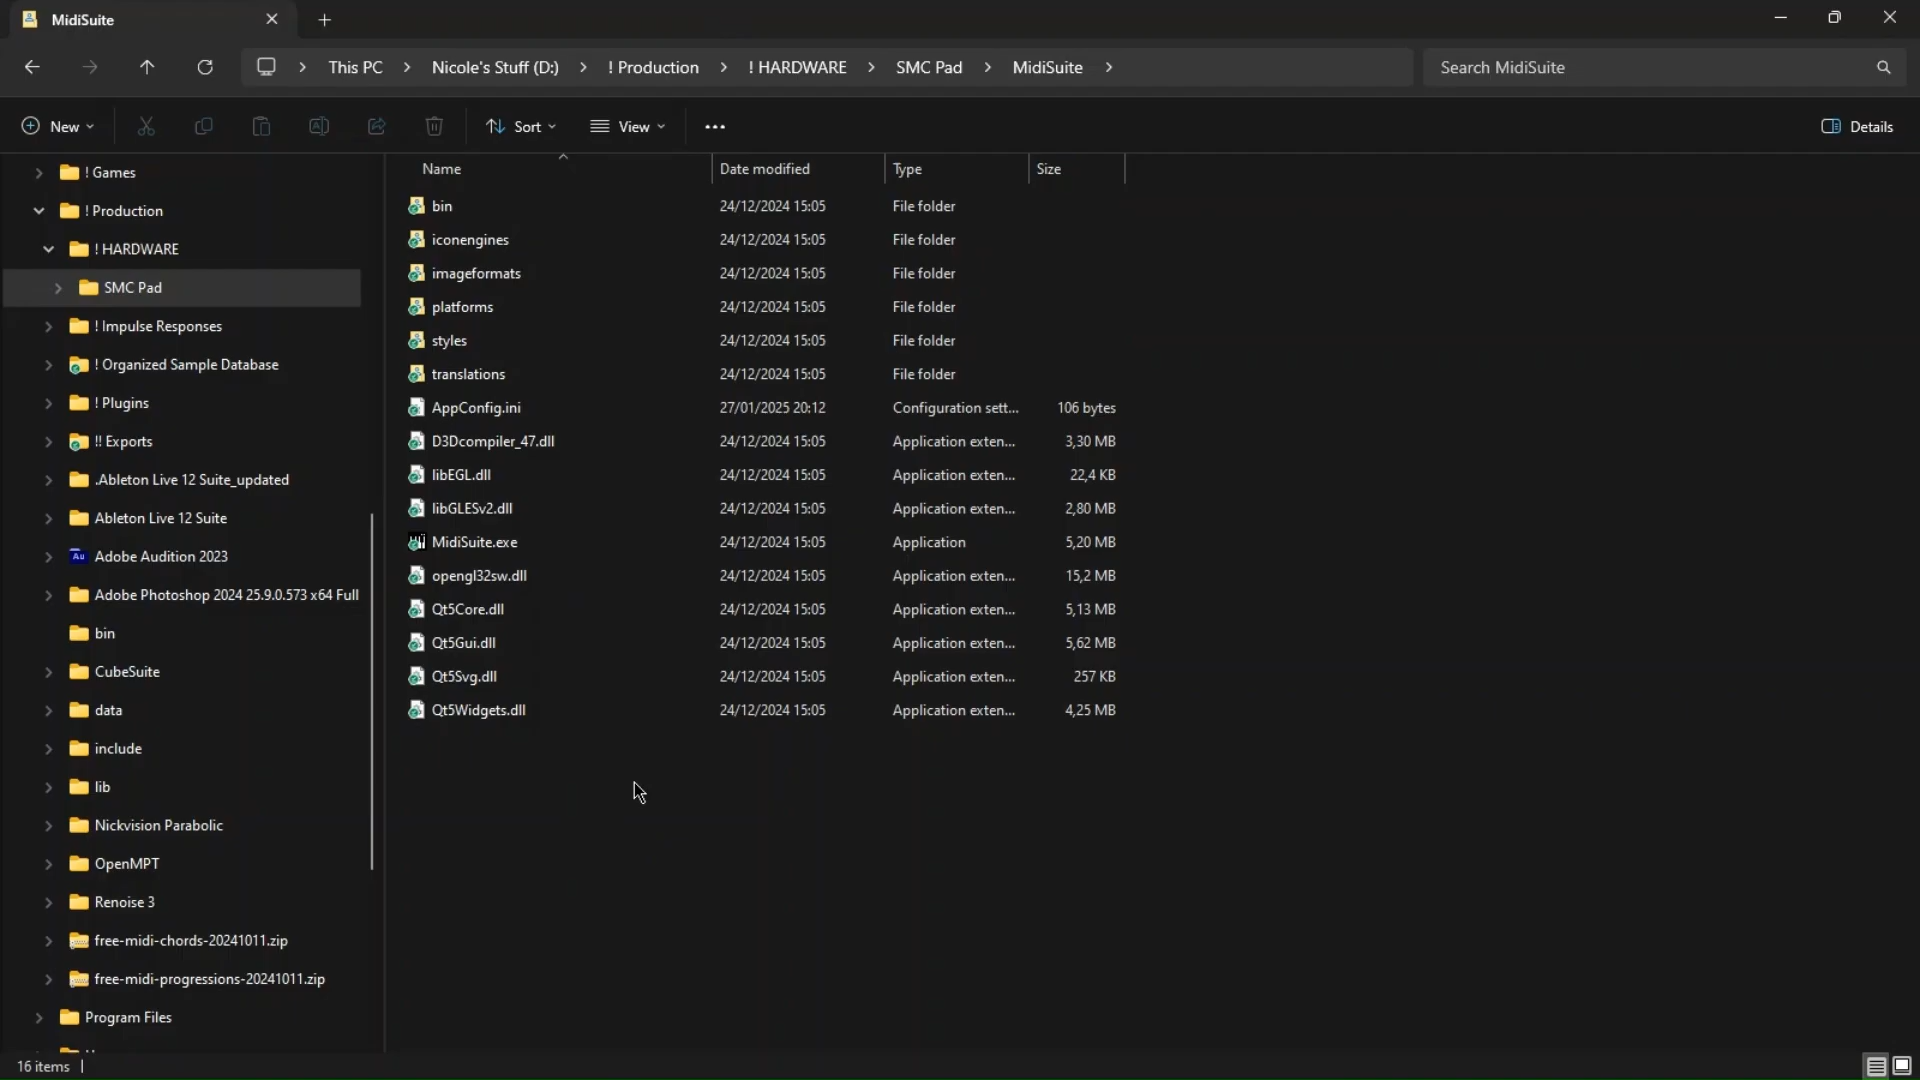 MidiSuite
This PC > Nicole's Stuff (D:) > ! Production > ! HARDWARE > SMC Pad > MidiSuite >
Search MidiSuite
New
Sort
View
Details
! Games
! Production
! HARDWARE
SMC Pad
! Impulse Responses
! Organized Sample Database
! Plugins
!! Exports
.Ableton Live 12 Suite_updated
Ableton Live 12 Suite
Au Adobe Audition 2023
Adobe Photoshop 2024 25.9.0.573 x64 Full
bin
CubeSuite
data
include
lib
Nickvision Parabolic
OpenMPT
Renoise 3
free-midi-chords-20241011.zip
free-midi-progressions-20241011.zip
Program Files
Name Date modified Type Size
bin 24/12/2024 15:05 File folder
iconengines 24/12/2024 15:05 File folder
imageformats 24/12/2024 15:05 File folder
platforms 24/12/2024 15:05 File folder
styles 24/12/2024 15:05 File folder
translations 24/12/2024 15:05 File folder
AppConfig.ini 27/01/2025 20:12 Configuration sett... 106 bytes
D3Dcompiler_47.dll 24/12/2024 15:05 Application exten... 3,30 MB
libEGL.dll 24/12/2024 15:05 Application exten... 22,4 KB
libGLESv2.dll 24/12/2024 15:05 Application exten... 2,80 MB
MidiSuite.exe 24/12/2024 15:05 Application 5,20 MB
opengl32sw.dll 24/12/2024 15:05 Application exten... 15,2 MB
Qt5Core.dll 24/12/2024 15:05 Application exten... 5,13 MB
Qt5Gui.dll 24/12/2024 15:05 Application exten... 5,62 MB
Qt5Svg.dll 24/12/2024 15:05 Application exten... 257 KB
Qt5Widgets.dll 24/12/2024 15:05 Application exten... 4,25 MB
16 items